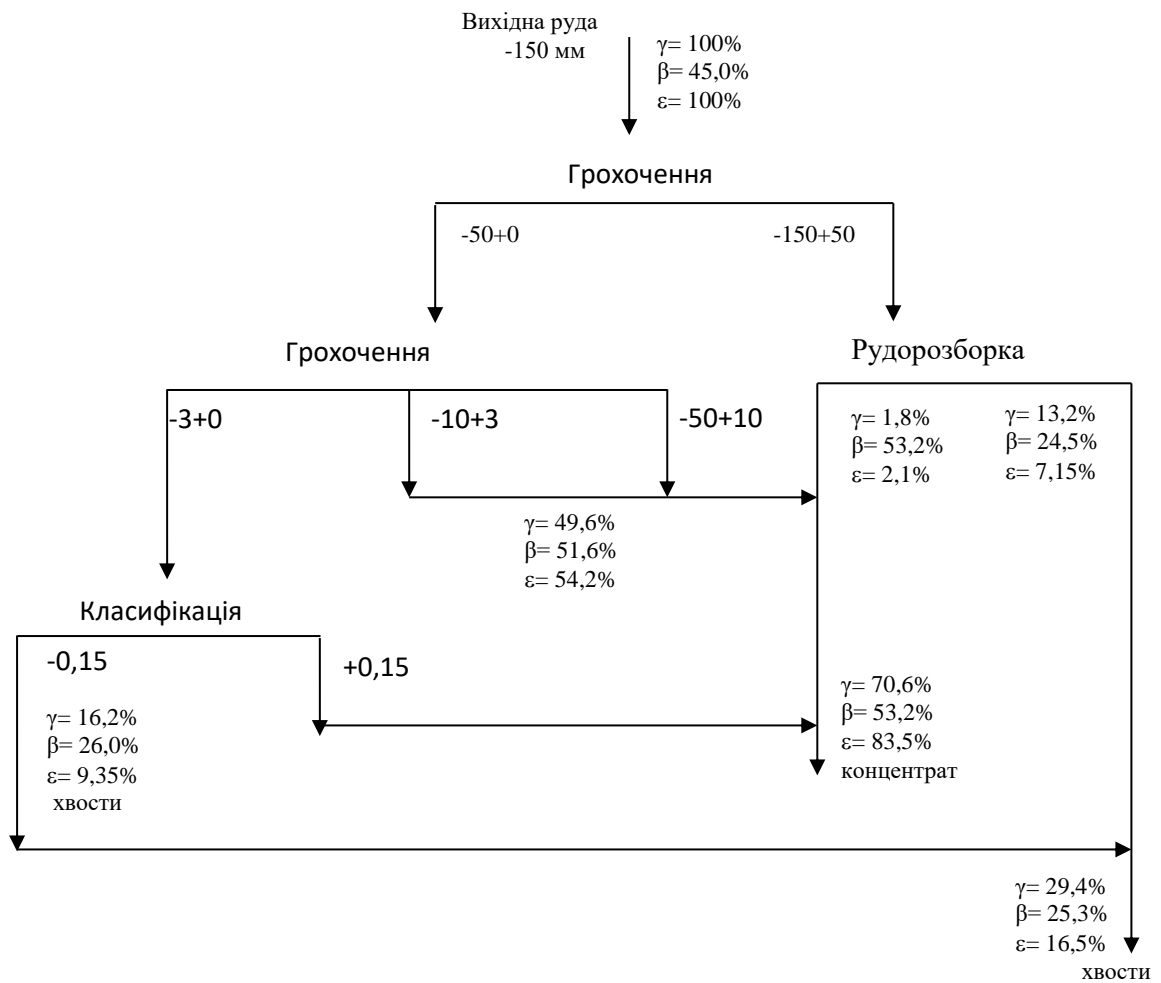 Вихідна руда
-150 мм
γ= 100%
β= 45,0%
ε= 100%
Грохочення
-50+0
-150+50
Грохочення
Рудорозборка
-3+0
-10+3
-50+10
γ= 1,8%
β= 53,2%
ε= 2,1%
γ= 13,2%
β= 24,5%
ε= 7,15%
γ= 49,6%
β= 51,6%
ε= 54,2%
Класифікація
-0,15
+0,15
γ= 16,2%
β= 26,0%
ε= 9,35%
хвости
γ= 70,6%
β= 53,2%
ε= 83,5%
концентрат
γ= 29,4%
β= 25,3%
ε= 16,5%
хвости